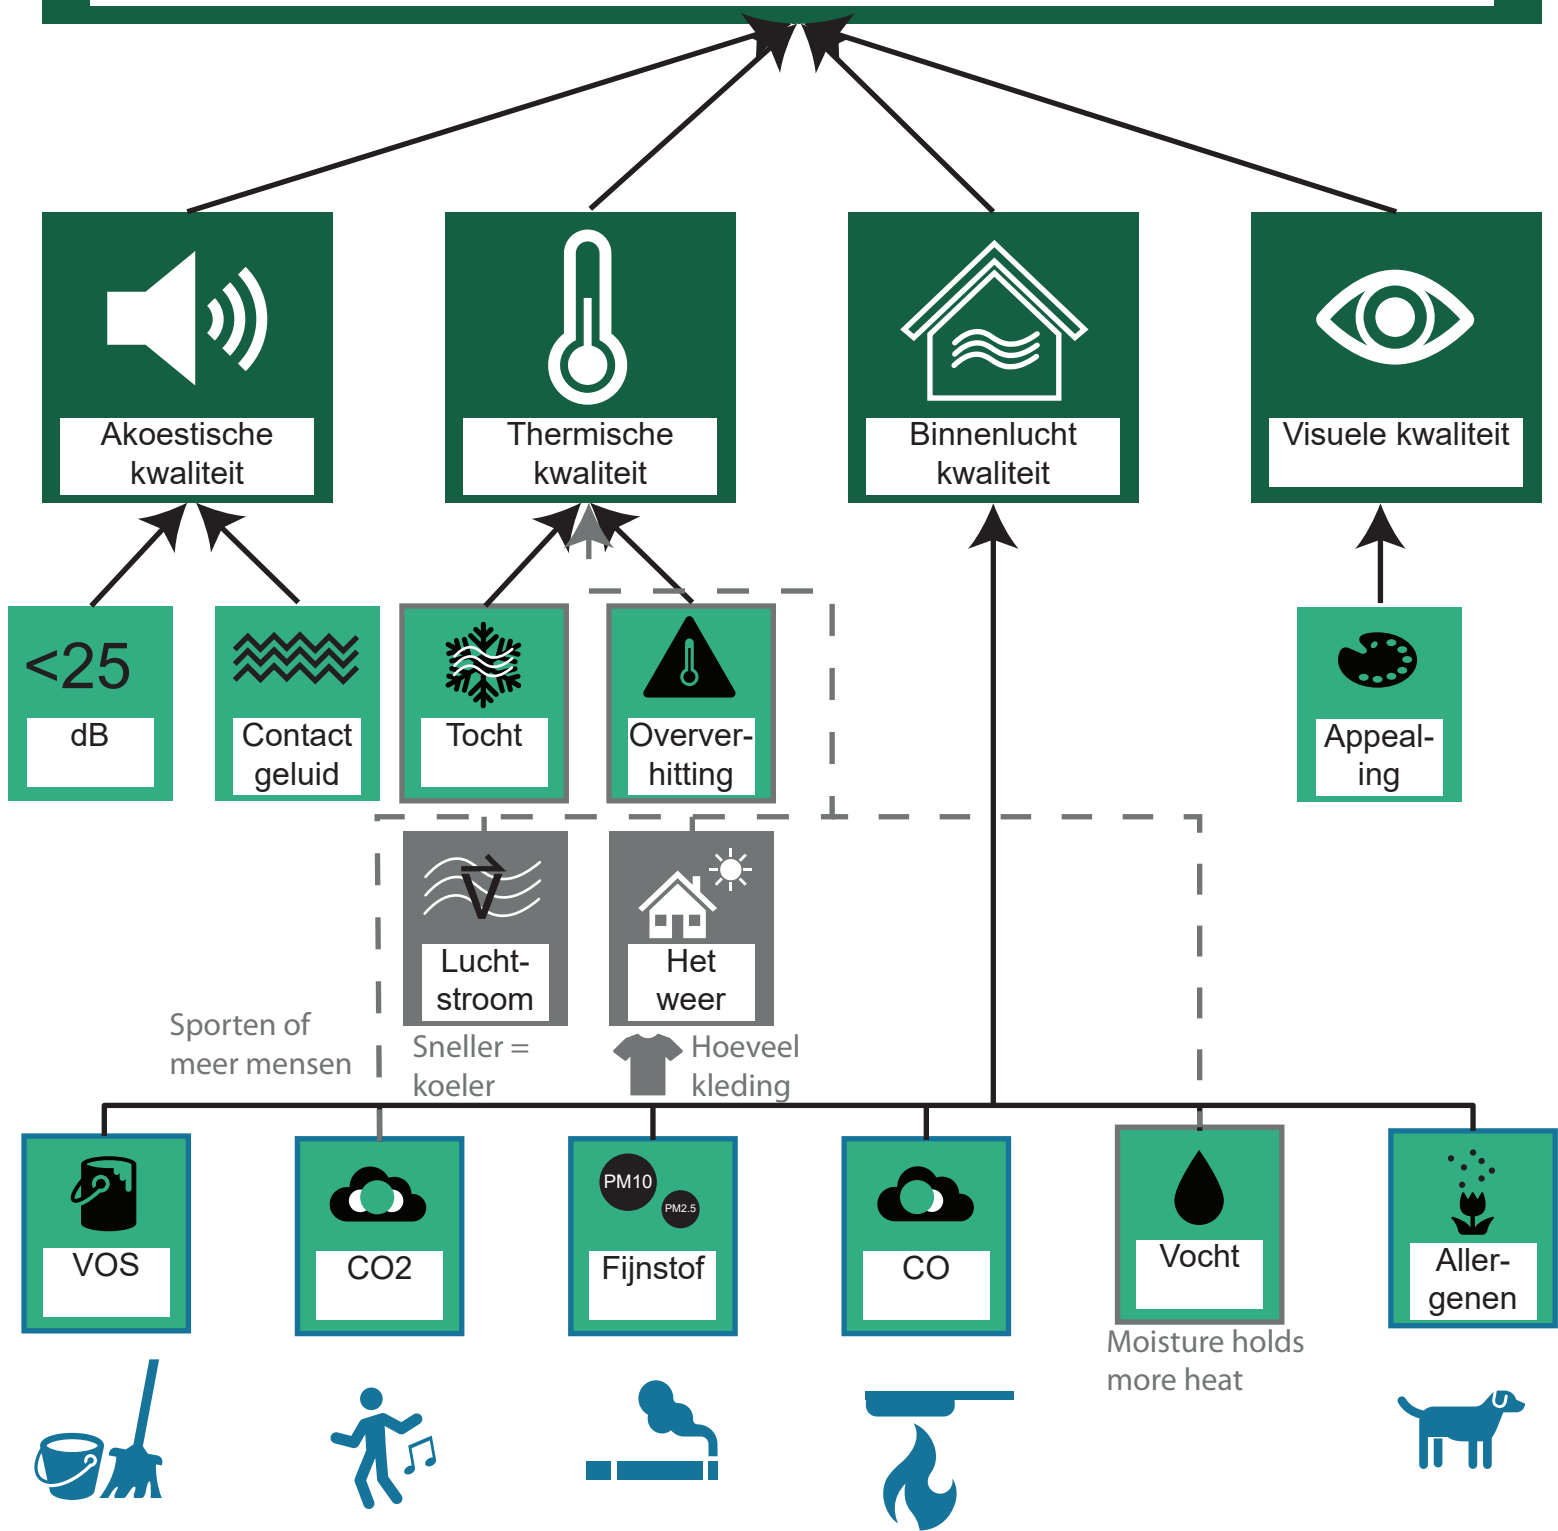 Akoestische
kwaliteit
Thermische
kwaliteit
Binnenlucht
kwaliteit
Visuele kwaliteit
<25
dB
Contact
geluid
Tocht
Overver-
hitting
Appeal-
ing
V
Lucht-
stroom
Het
weer
Sporten of
meer mensen
Sneller =
koeler
Hoeveel
kleding
VOS
CO2
PM10
PM2.5
Fijnstof
CO
Vocht
Aller-
genen
Moisture holds
more heat